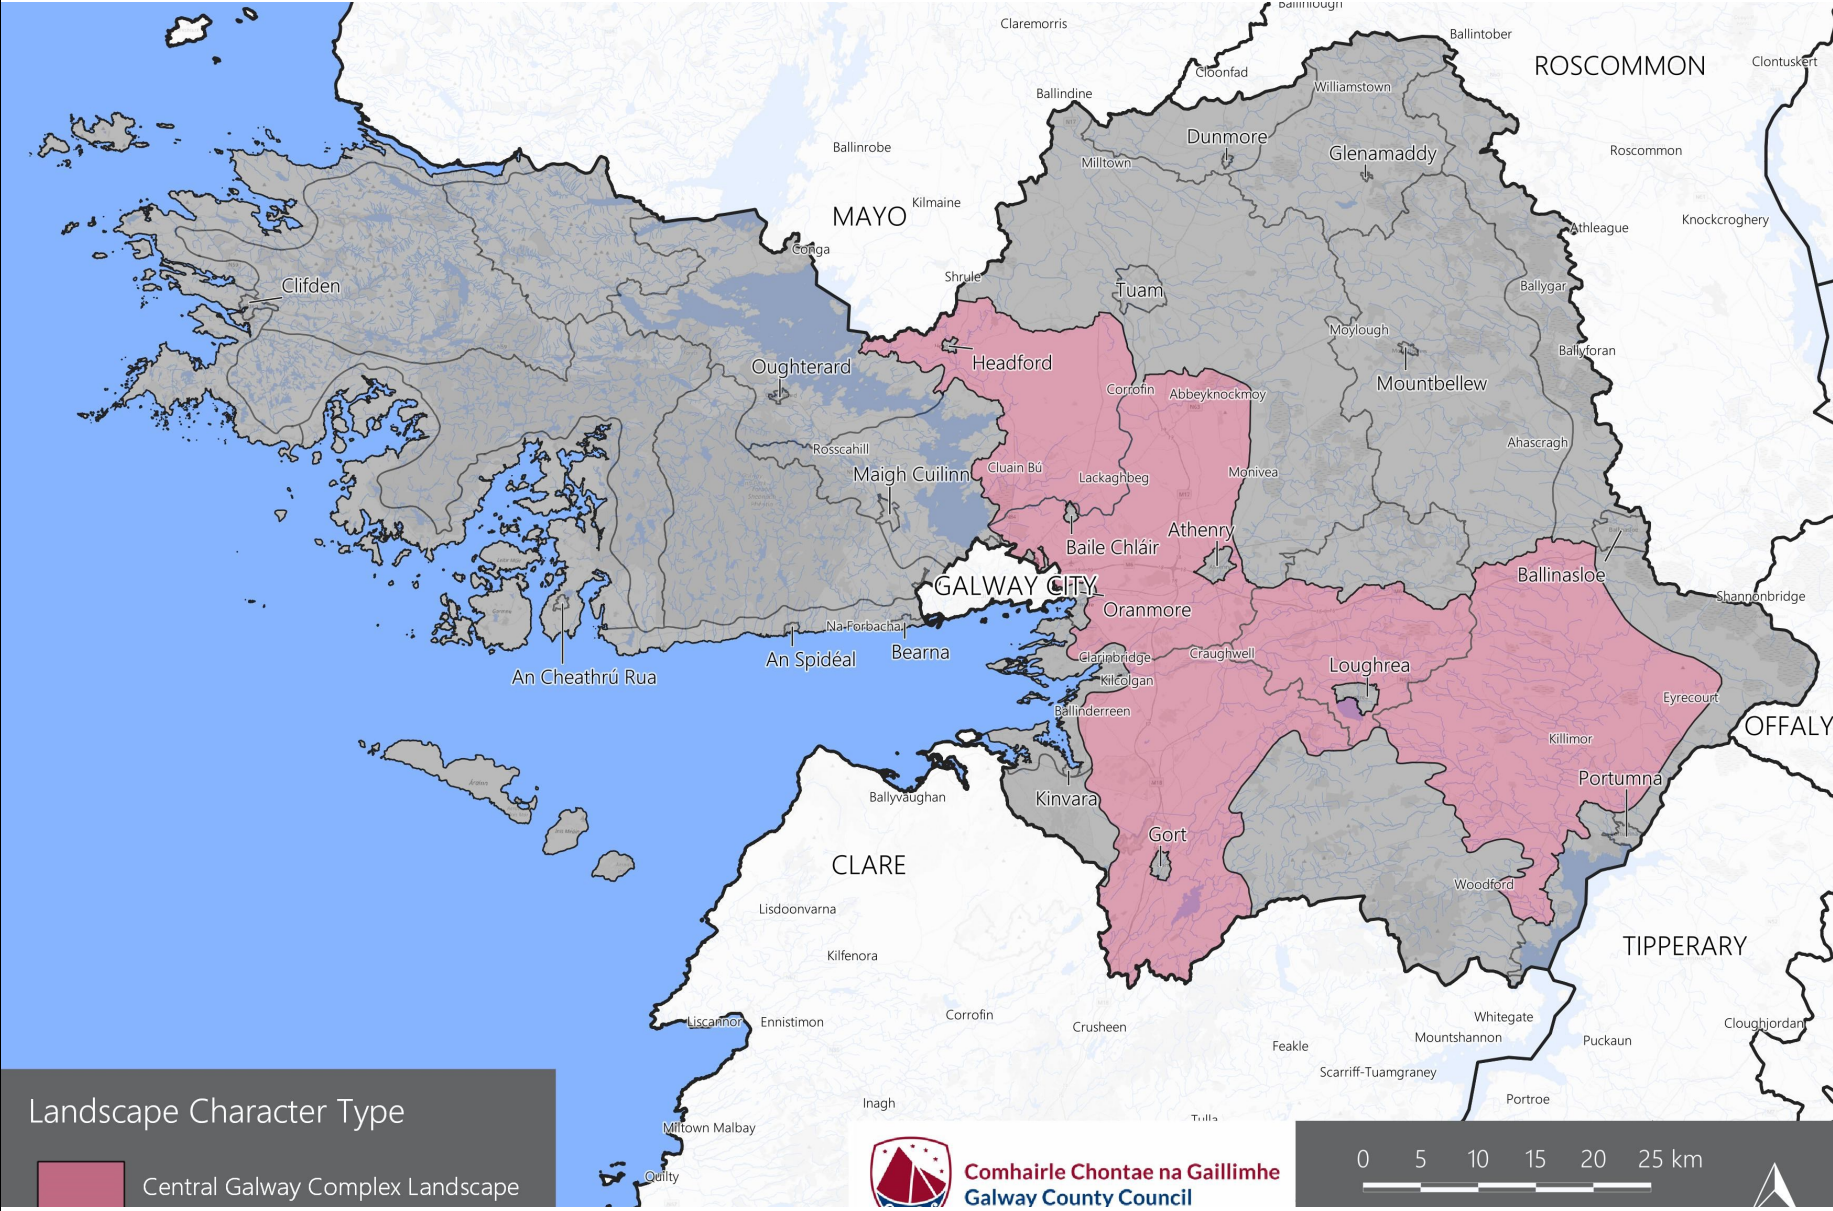 Ballinlough
Claremorris
Ballintober
ROSCOMMON
Clontuskert
Cloonfad
Williamstown
Ballindine
Dunmore
Ballinrobe
Glenamaddy
Roscommon
Milltown
Kilmaine
MAYO
Knockcroghery
Athleague
Conga
Shrule
Clifden
Tuam
Ballygar
Moylough
Ballyforan
Headford
Oughterard
Mountbellew
Corrofin
Abbeyknockmoy
Ahascragh
Rosscahill
Cluain Bú
Maigh Cuilinn
Lackaghbeg
Monivea
Athenry
Baile Chláir
Ballinasloe
GALWAY CITY
Shannonbridge
Oranmore
Na Forbacha
Bearna
An Spidéal
Clarinbridge
Craughwell
Loughrea
An Cheathrú Rua
Kilcolgan
Eyrecourt
Ballinderreen
OFFALY
Killimor
Portumna
Ballyvaughan
Kinvara
Gort
CLARE
Woodford
Lisdoonvarna
TIPPERARY
Kilfenora
Liscannor
Ennistimon
Corrofin
Whitegate
Cloughjordan
Crusheen
Mountshannon
Puckaun
Feakle
Scarriff-Tuamgraney
Inagh
Portroe
Tulla
Miltown Malbay
Quilty
Landscape Character Type
Central Galway Complex Landscape
Comhairle Chontae na Gaillimhe
Galway County Council
0 5 10 15 20 25 km